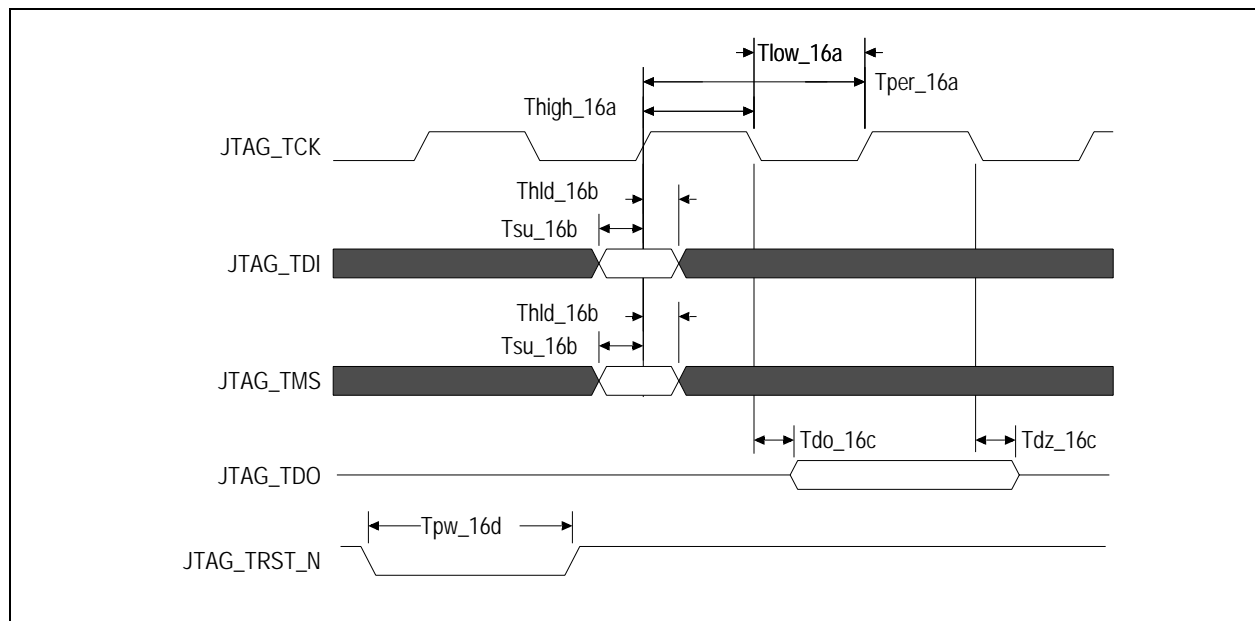 Tlow_16a
Tper_16a
Thigh_16a
JTAG_TCK
Thld_16b
Tsu_16b
JTAG_TDI
Thld_16b
Tsu_16b
JTAG_TMS
Tdo_16c
Tdz_16c
JTAG_TDO
Tpw_16d
JTAG_TRST_N